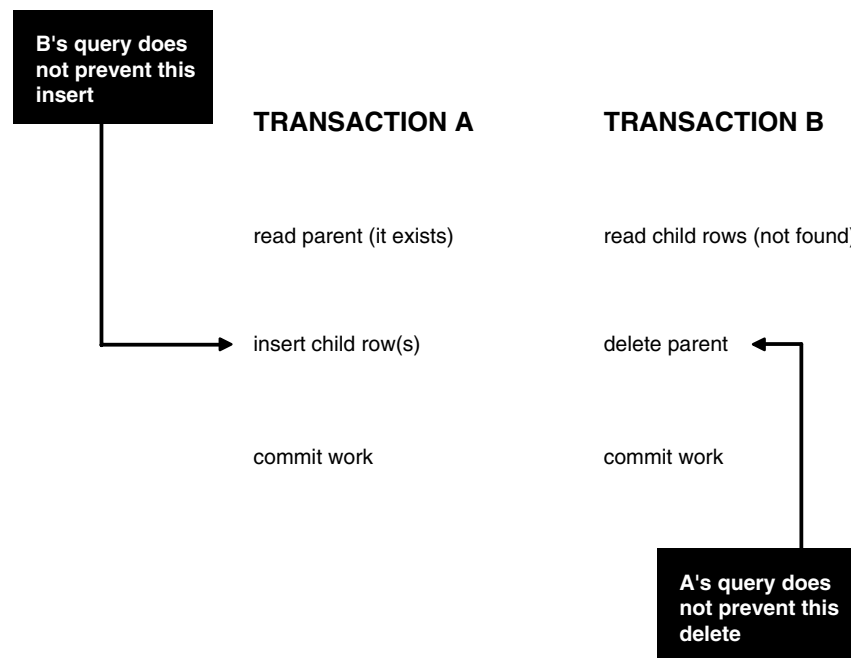 B's query does
not prevent this
insert
TRANSACTION A
TRANSACTION B
read parent (it exists)
read child rows (not found)
insert child row(s)
delete parent
commit work
commit work
A's query does
not prevent this
delete